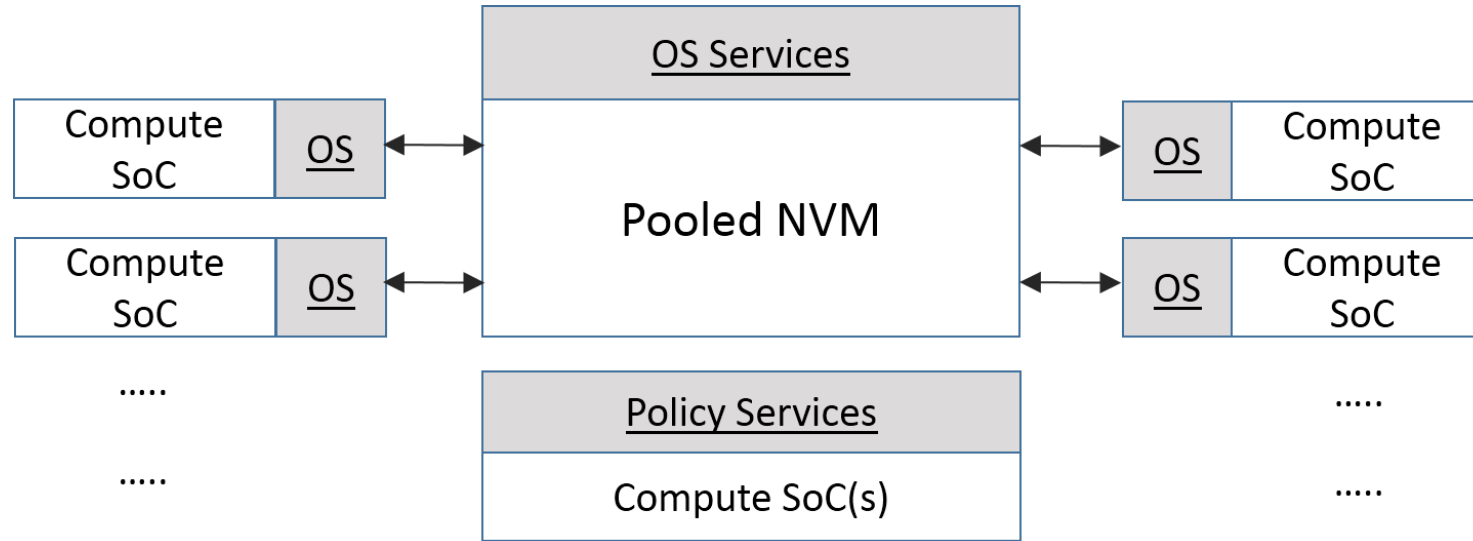 OS Services
Pooled NVM
Compute
SoC
OS
Compute
SoC
OS
.....
.....
OS
Compute
SoC
OS
Compute
SoC
.....
.....
Policy Services
Compute SoC(s)